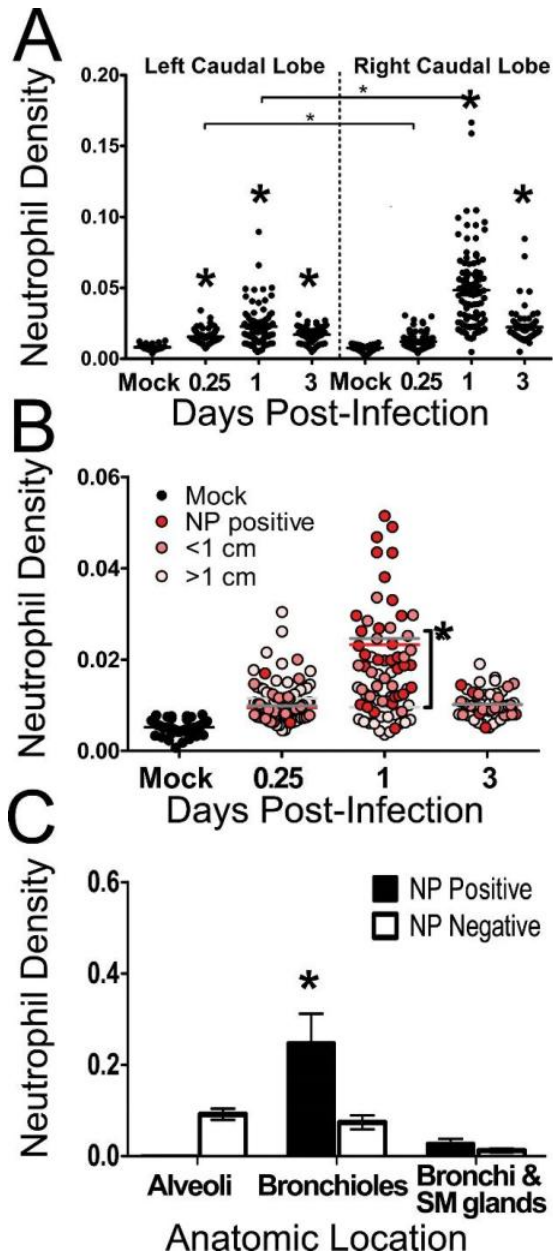 A
Left Caudal Lobe Right Caudal Lobe
Neutrophil Density
0.20
0.15
0.10
0.05
0.00
* * * * * * *
Mock 0.25 1 3 Mock 0.25 1 3
Days Post-Infection
B
Neutrophil Density
0.06
0.04
0.02
0.00
Mock
NP positive
<1 cm
>1 cm
*
Mock 0.25 1 3
Days Post-Infection
C
Neutrophil Density
0.6
0.4
0.2
0.0
NP Positive
NP Negative
*
Alveoli Bronchioles Bronchi &
SM glands
Anatomic Location